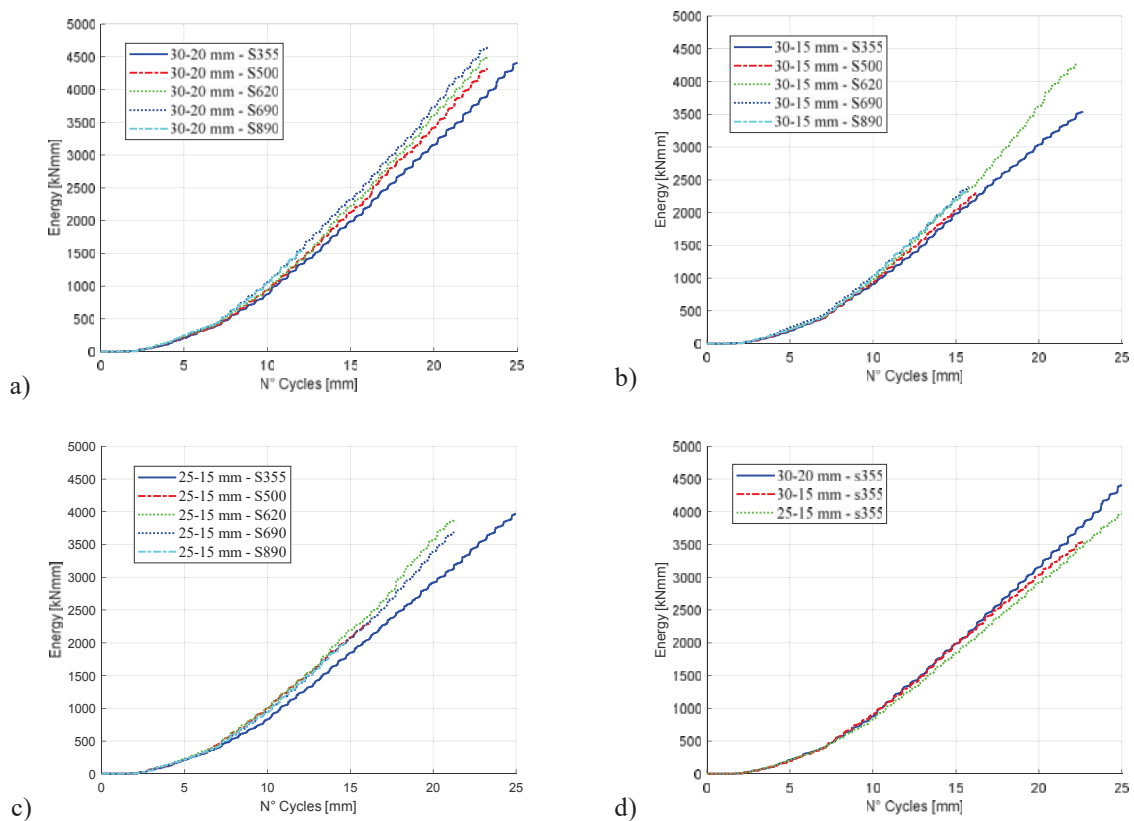 5000
4500
4000
3500
3000
2500
2000
1500
1000
500
0
Energy [kNmm]
30-20 mm - S355
30-20 mm - S500
30-20 mm - S620
30-20 mm - S690
30-20 mm - S890
0 5 10 15 20 25
N° Cycles [mm]
a)
5000
4500
4000
3500
3000
2500
2000
1500
1000
500
0
Energy [kNmm]
30-15 mm - S355
30-15 mm - S500
30-15 mm - S620
30-15 mm - S690
30-15 mm - S890
0 5 10 15 20 25
N° Cycles [mm]
b)
5000
4500
4000
3500
3000
2500
2000
1500
1000
500
0
Energy [kNmm]
25-15 mm - S355
25-15 mm - S500
25-15 mm - S620
25-15 mm - S690
25-15 mm - S890
0 5 10 15 20 25
N° Cycles [mm]
c)
5000
4500
4000
3500
3000
2500
2000
1500
1000
500
0
Energy [kNmm]
30-20 mm - s355
30-15 mm - s355
25-15 mm - s355
0 5 10 15 20 25
N° Cycles [mm]
d)